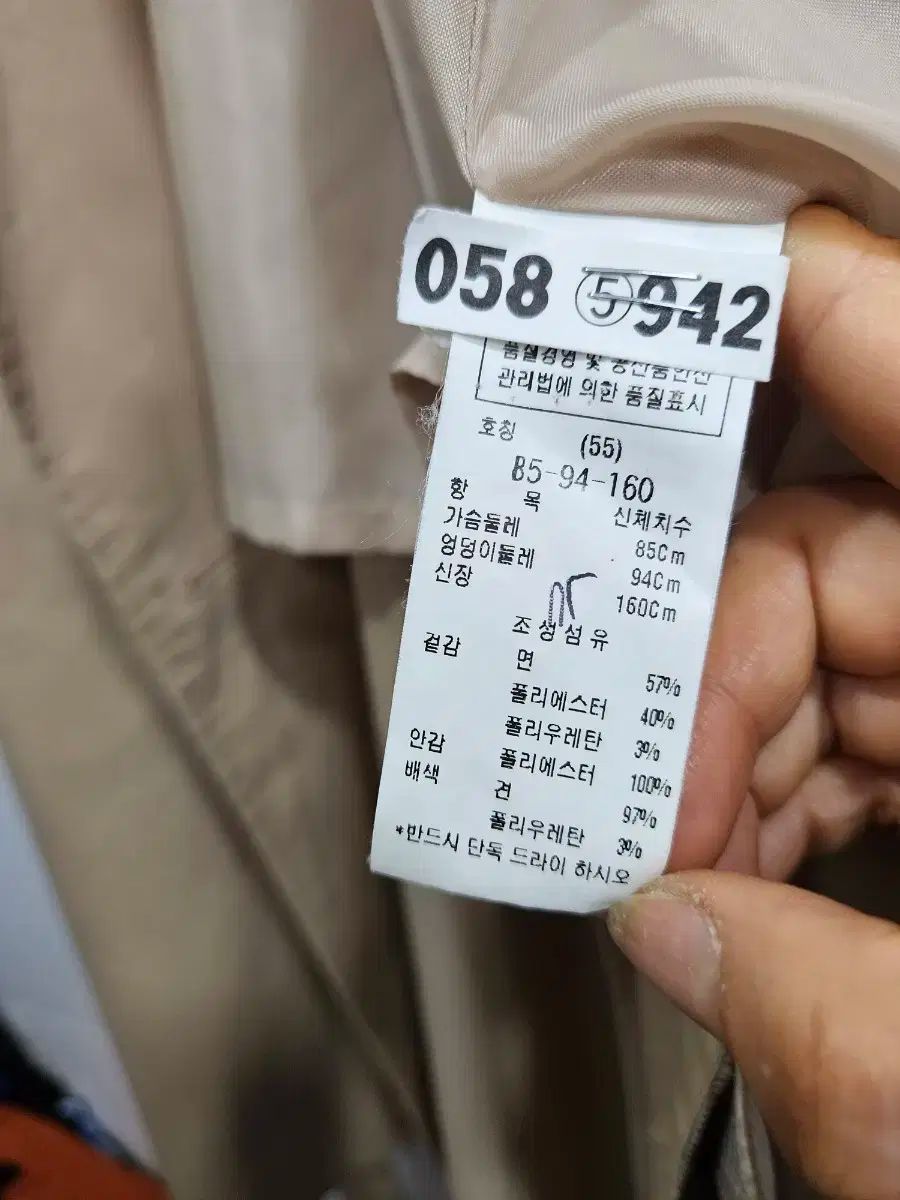 058 ⑤942
품질경영 및 공산품안전
관리법에 의한 품질표시
호칭 (55)
85-94-160
항 목 신체치수
가슴둘레 85Cm
엉덩이둘레 94Cm
신장 160Cm
조성섬유
겉감 면 57%
폴리에스터 40%
폴리우레탄 3%
안감 폴리에스터 100%
배색 견 97%
폴리우레탄 3%
*반드시 단독 드라이 하시오